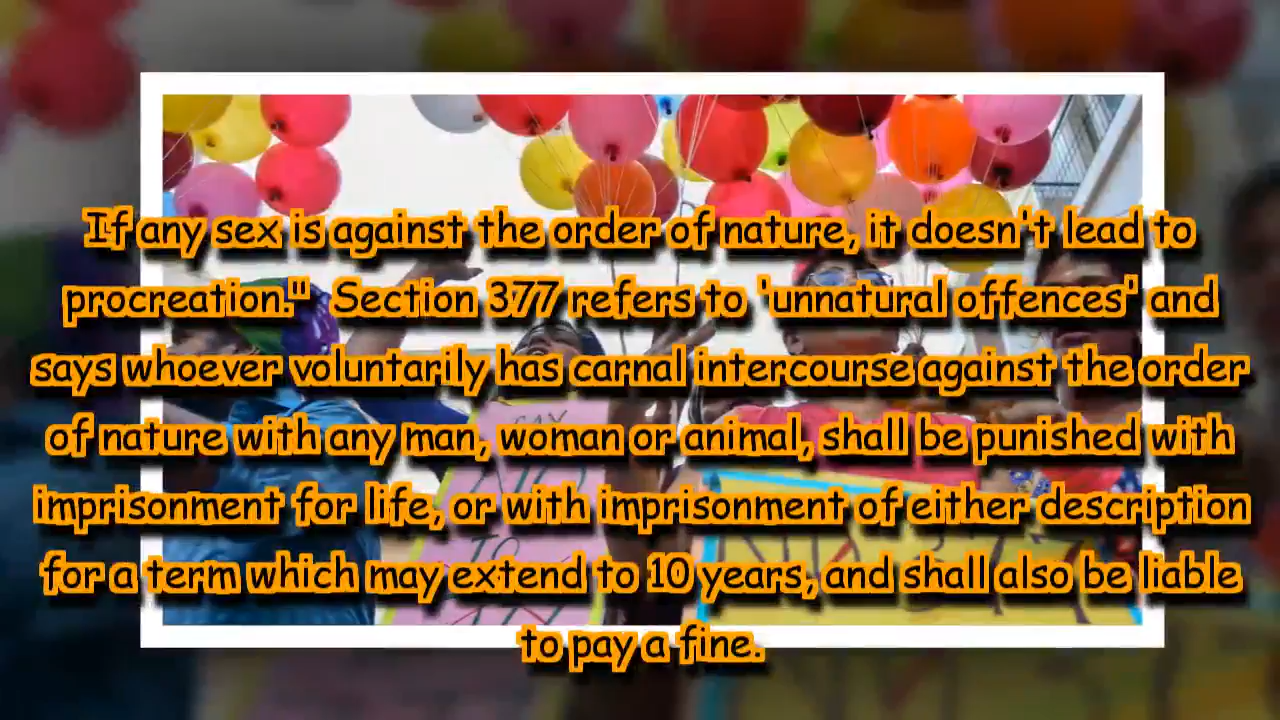 If any sex is against the order of nature, it doesn't lead to
procreation." Section 377 refers to 'unnatural offences' and
says whoever voluntarily has carnal intercourse against the order
of nature with any man, woman or animal, shall be punished with
imprisonment for life, or with imprisonment of either description
for a term which may extend to 10 years, and shall also be liable
to pay a fine.
SAY
NO
TO